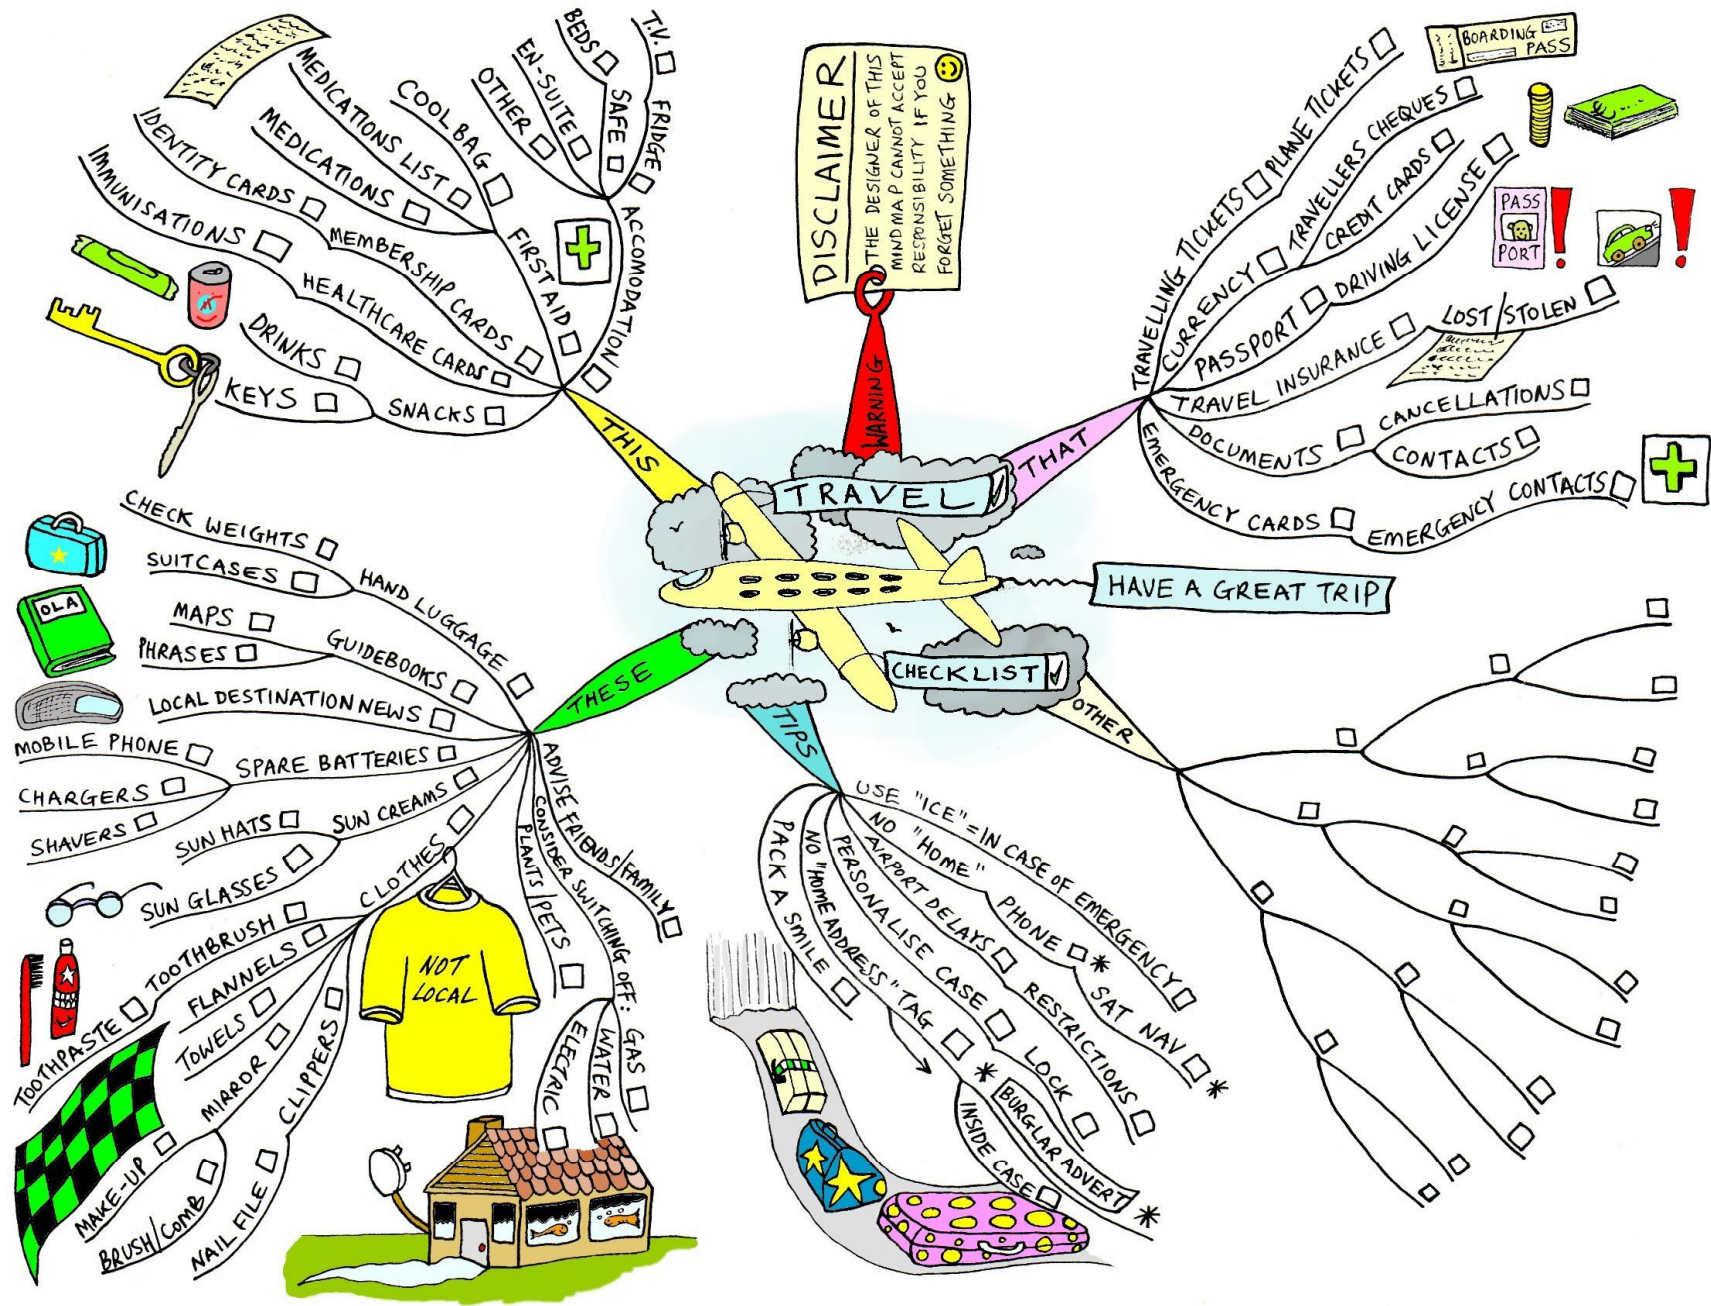 DISCLAIMER
THE DESIGNER OF THIS
MINDMAP CANNOT ACCEPT
RESPONSIBILITY IF YOU
FORGET SOMETHING
WARNING
TRAVEL
CHECKLIST
HAVE A GREAT TRIP
THIS
ACCOMODATION
FRIDGE
T.V.
SAFE
BEDS
EN-SUITE
OTHER
FIRST AID
COOL BAG
MEDICATIONS LIST
MEDICATIONS
MEMBERSHIP CARDS
IDENTITY CARDS
HEALTHCARE CARDS
IMMUNISATIONS
SNACKS
DRINKS
KEYS
THAT
TRAVELLING TICKETS
PLANE TICKETS
BOARDING
PASS
CURRENCY
TRAVELLERS CHEQUES
CREDIT CARDS
PASSPORT
DRIVING LICENSE
PASS
PORT
!
!
TRAVEL INSURANCE
LOST/STOLEN
DOCUMENTS
CANCELLATIONS
CONTACTS
EMERGENCY CARDS
EMERGENCY CONTACTS
THESE
HAND LUGGAGE
CHECK WEIGHTS
SUITCASES
GUIDEBOOKS
MAPS
PHRASES
OLA
LOCAL DESTINATION NEWS
SPARE BATTERIES
MOBILE PHONE
CHARGERS
SHAVERS
SUN CREAMS
SUN HATS
SUN GLASSES
CLOTHES
NOT
LOCAL
TOOTHBRUSH
TOOTHPASTE
FLANNELS
TOWELS
MIRROR
MAKE-UP
BRUSH/COMB
CLIPPERS
NAIL FILE
ADVISE FRIENDS/FAMILY
CONSIDER SWITCHING OFF:
GAS
WATER
ELECTRIC
PLANTS/PETS
TIPS
USE "ICE"=IN CASE OF EMERGENCY
NO "HOME"
PHONE *
SAT NAV *
AIRPORT DELAYS
RESTRICTIONS
PERSONALISE CASE
LOCK
NO "HOME ADDRESS" TAG *
BURGLAR ADVERT *
INSIDE CASE
PACK A SMILE
OTHER